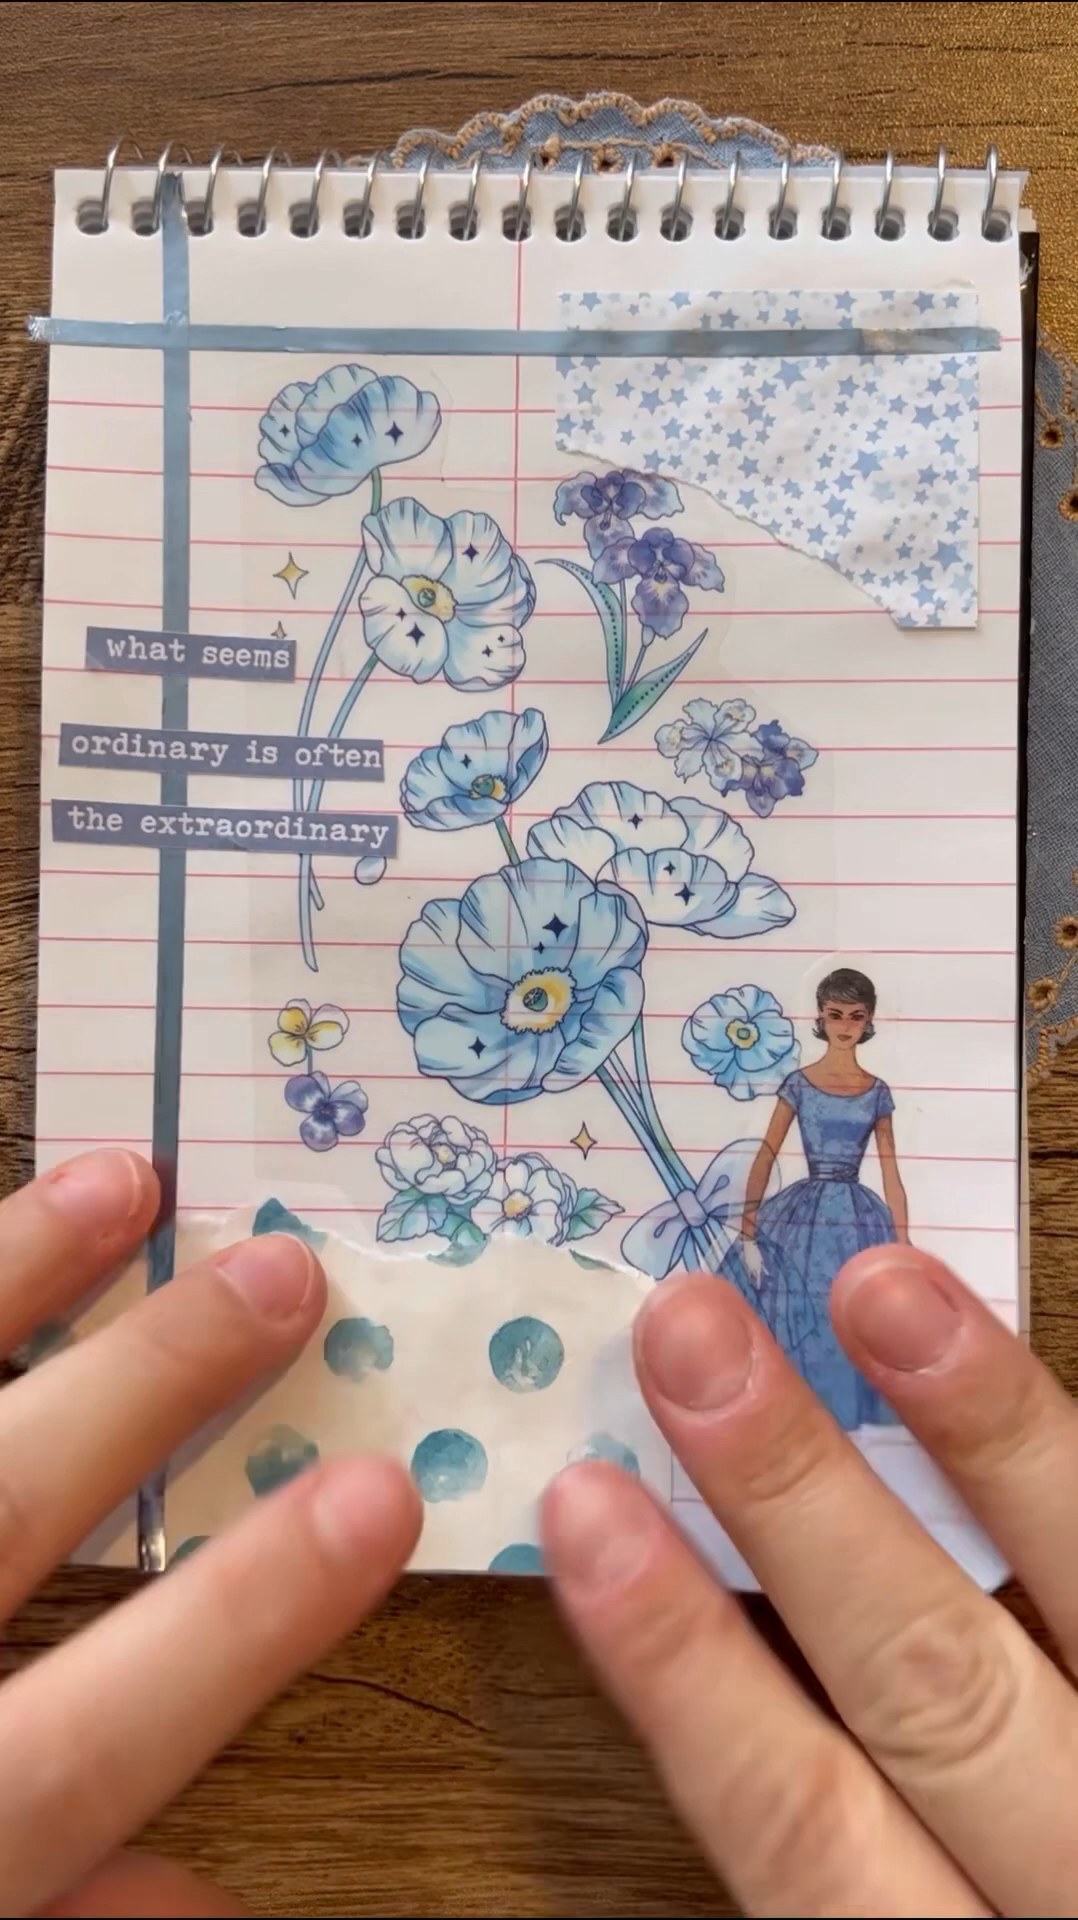 what seems
ordinary is often
the extraordinary